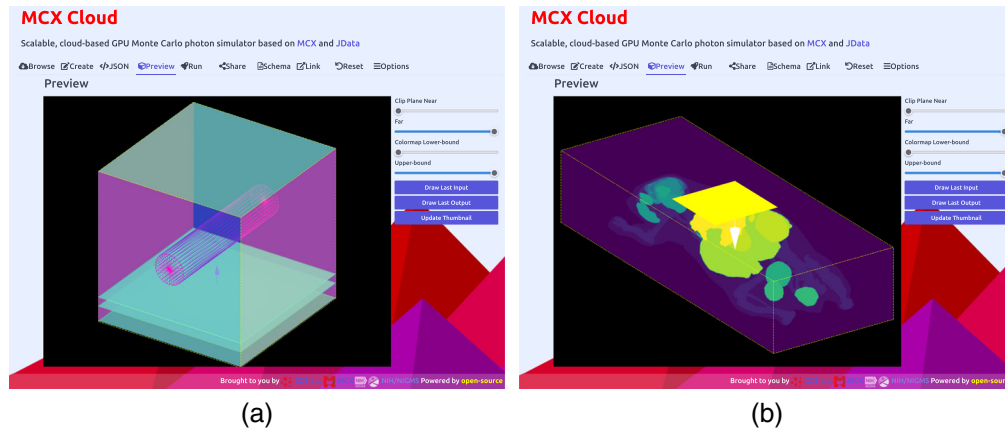 MCX Cloud
Scalable, cloud-based GPU Monte Carlo photon simulator based on MCX and JData
Browse Create </>JSON Preview Run Share Schema Link Reset Options
Preview
Clip Plane Near
Far
Colormap Lower-bound
Upper-bound
Draw Last Input
Draw Last Output
Update Thumbnail
Brought to you by NIH/NIGMS Powered by open-source
(a)
MCX Cloud
Scalable, cloud-based GPU Monte Carlo photon simulator based on MCX and JData
Browse Create </>JSON Preview Run Share Schema Link Reset Options
Preview
Clip Plane Near
Far
Colormap Lower-bound
Upper-bound
Draw Last Input
Draw Last Output
Update Thumbnail
Brought to you by NIH/NIGMS Powered by open-sour
(b)